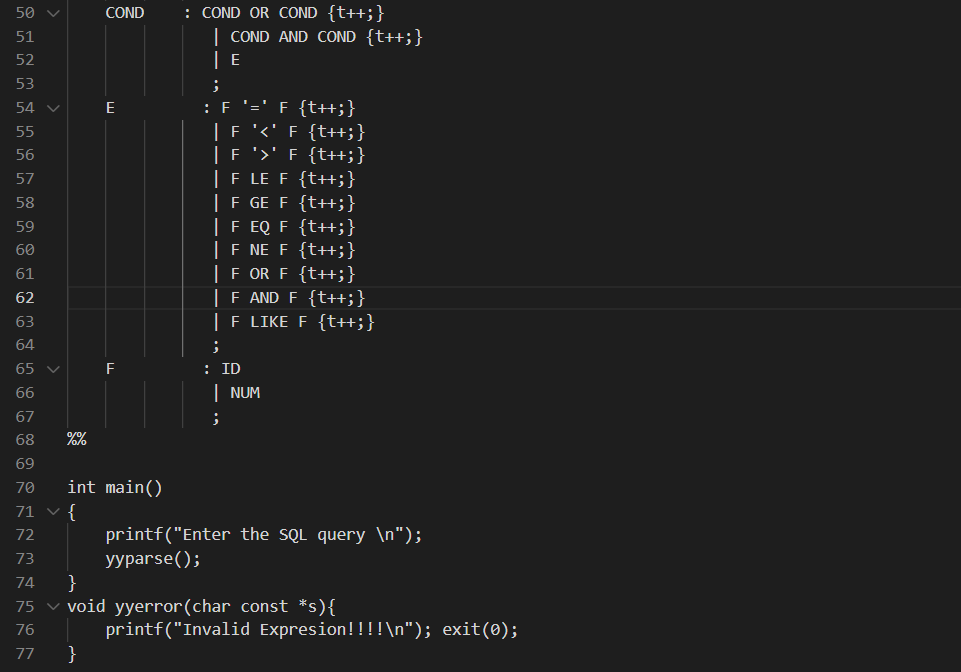 50 COND : COND OR COND {t++;}
51 | COND AND COND {t++;}
52 | E
53 ;
54 E : F '=' F {t++;}
55 | F '<' F {t++;}
56 | F '>' F {t++;}
57 | F LE F {t++;}
58 | F GE F {t++;}
59 | F EQ F {t++;}
60 | F NE F {t++;}
61 | F OR F {t++;}
62 | F AND F {t++;}
63 | F LIKE F {t++;}
64 ;
65 F : ID
66 | NUM
67 ;
68 %%
69
70 int main()
71 {
72 printf("Enter the SQL query \n");
73 yyparse();
74 }
75 void yyerror(char const *s){
76 printf("Invalid Expresion!!!!\n"); exit(0);
77 }